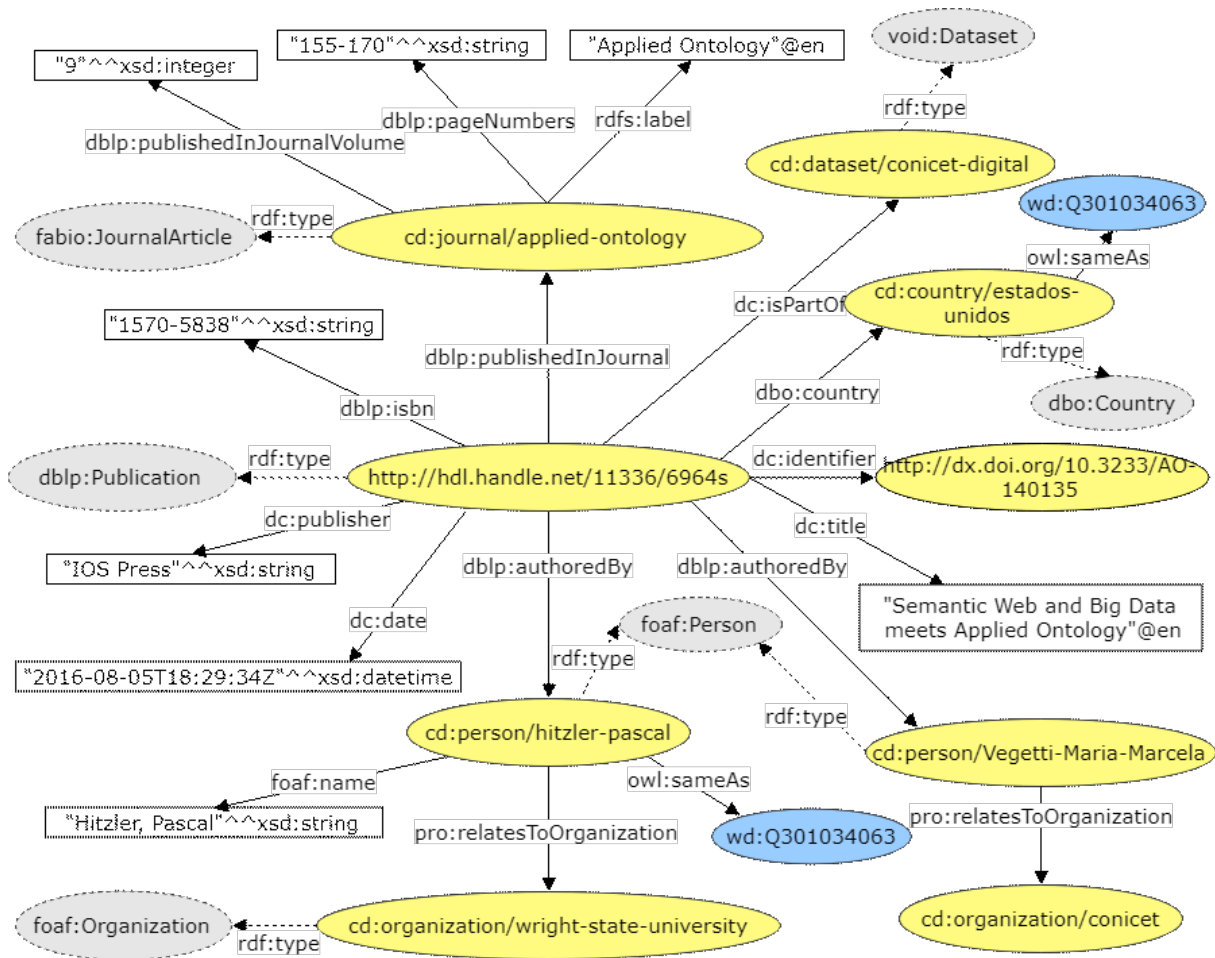 "155-170"^^xsd:string
"Applied Ontology"@en
void:Dataset
"9"^^xsd:integer
rdf:type
dblp:pageNumbers
rdfs:label
dblp:publishedInJournalVolume
cd:dataset/conicet-digital
wd:Q301034063
rdf:type
fabio:JournalArticle
cd:journal/applied-ontology
owl:sameAs
cd:country/estados-
unidos
dc:isPartOf
"1570-5838"^^xsd:string
rdf:type
dblp:publishedInJournal
dbo:country
dbo:Country
dblp:isbn
rdf:type
dc:identifier
dblp:Publication
http://hdl.handle.net/11336/6964s
http://dx.doi.org/10.3233/AO-
140135
dc:publisher
dc:title
"IOS Press"^^xsd:string
dblp:authoredBy
dblp:authoredBy
"Semantic Web and Big Data
meets Applied Ontology"@en
dc:date
foaf:Person
rdf:type
"2016-08-05T18:29:34Z"^^xsd:datetime
rdf:type
cd:person/hitzler-pascal
cd:person/Vegetti-Maria-Marcela
foaf:name
owl:sameAs
"Hitzler, Pascal"^^xsd:string
pro:relatesToOrganization
wd:Q301034063
pro:relatesToOrganization
foaf:Organization
rdf:type
cd:organization/wright-state-university
cd:organization/conicet